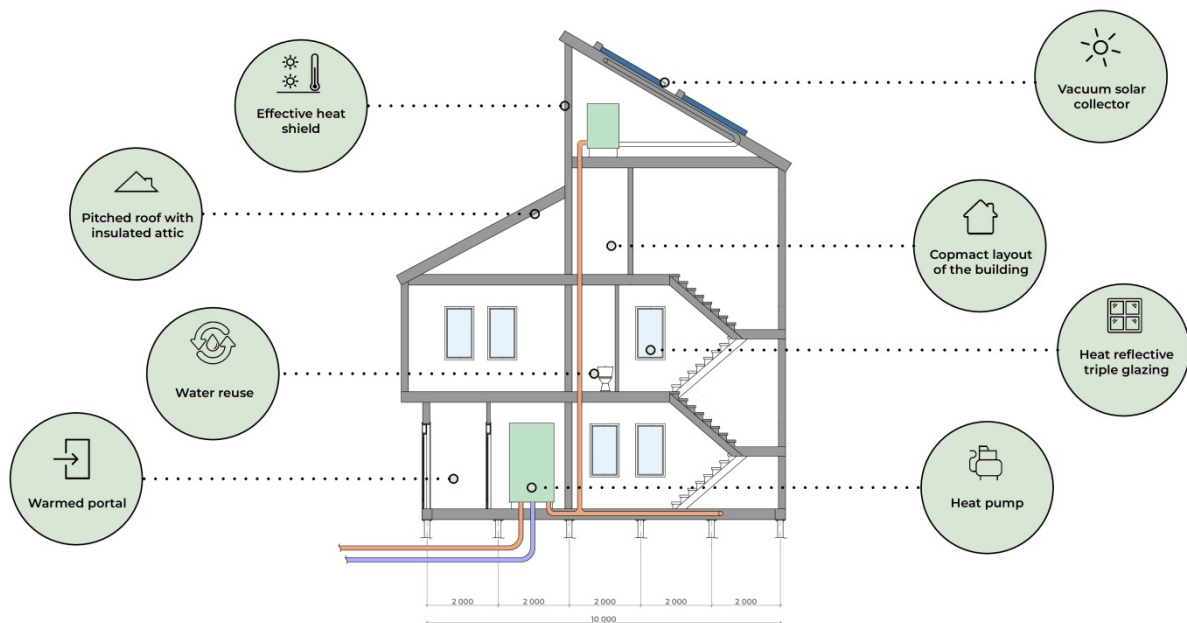 Effective heat
shield
Vacuum solar
collector
Pitched roof with
insulated attic
Copmact layout
of the building
Water reuse
Heat reflective
triple glazing
Warmed portal
Heat pump
2 000
2 000
2 000
2 000
2 000
10 000